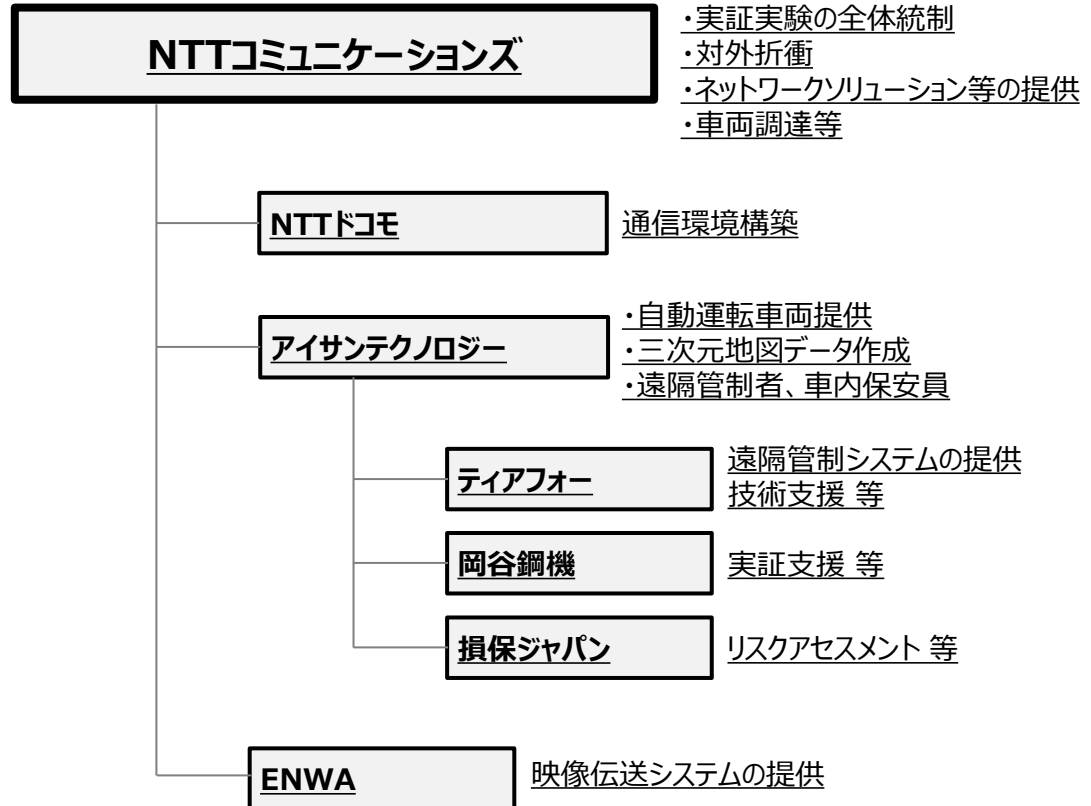 NTTコミュニケーションズ
・実証実験の全体統制
・対外折衝
・ネットワークソリューション等の提供
・車両調達等
NTTドコモ
通信環境構築
アイサンテクノロジー
・自動運転車両提供
・三次元地図データ作成
・遠隔管制者、車内保安員
ティアフォー
遠隔管制システムの提供
技術支援 等
岡谷鋼機
実証支援 等
損保ジャパン
リスクアセスメント 等
ENWA
映像伝送システムの提供